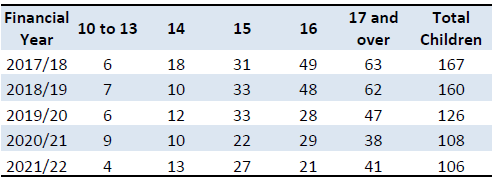 Financial Year 10 to 13 14 15 16 17 and over Total Children
2017/18 6 18 31 49 63 167
2018/19 7 10 33 48 62 160
2019/20 6 12 33 28 47 126
2020/21 9 10 22 29 38 108
2021/22 4 13 27 21 41 106